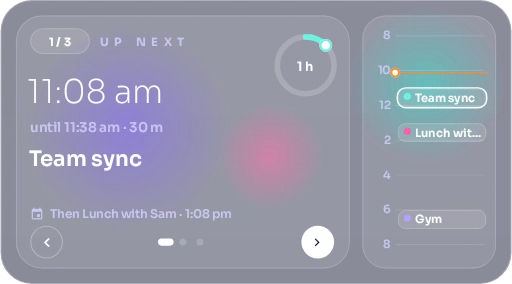 1 / 3 UP NEXT
1 h
11:08 am
until 11:38 am · 30 m
Team sync
Then Lunch with Sam · 1:08 pm
8
10
12 Team sync
2 Lunch wit...
4
6
Gym
8